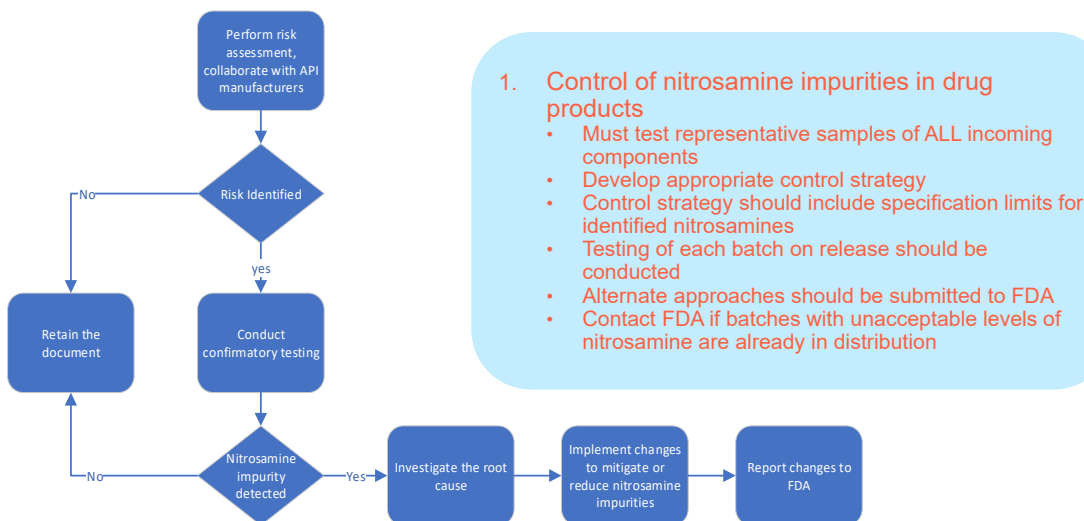 Perform risk
assessment,
collaborate with API
manufacturers
Risk Identified
No
yes
Retain the
document
Conduct
confirmatory testing
Nitrosamine
impurity
detected
No
Yes
Investigate the root
cause
Implement changes
to mitigate or
reduce nitrosamine
impurities
Report changes to
FDA
1. Control of nitrosamine impurities in drug
products
• Must test representative samples of ALL incoming
components
• Develop appropriate control strategy
• Control strategy should include specification limits for
identified nitrosamines
• Testing of each batch on release should be
conducted
• Alternate approaches should be submitted to FDA
• Contact FDA if batches with unacceptable levels of
nitrosamine are already in distribution